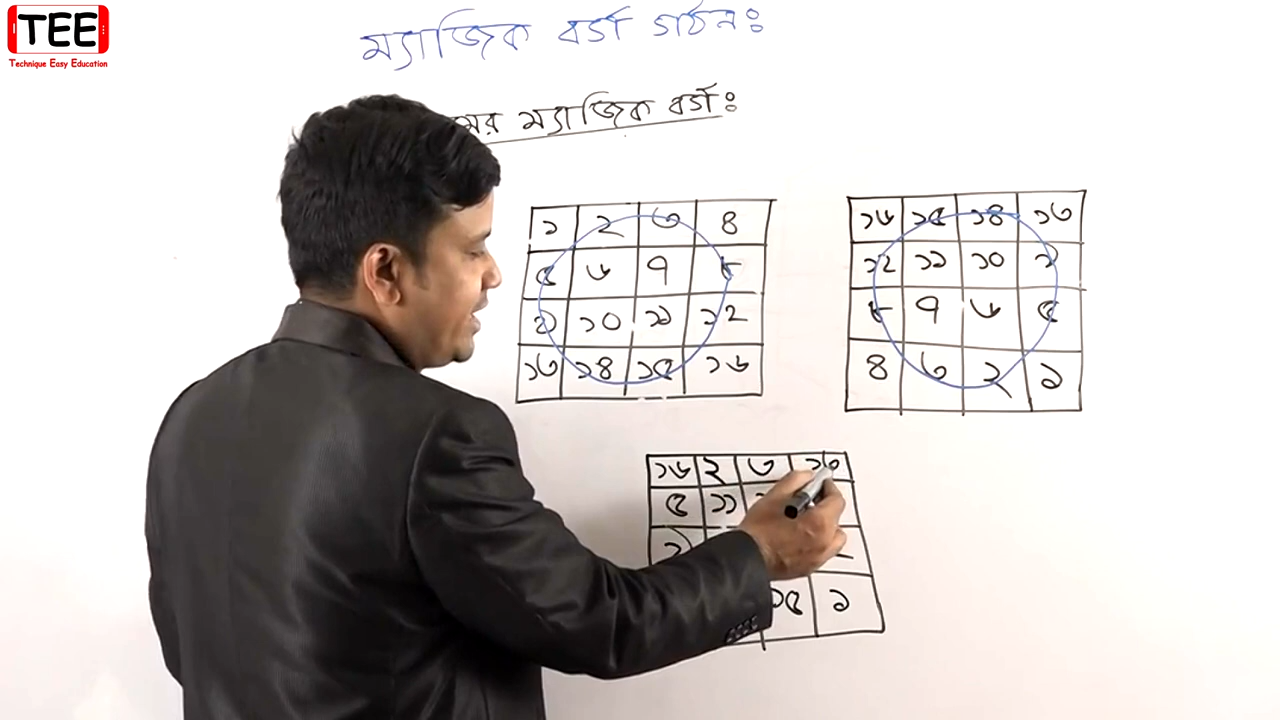 TEE
Technique Easy Education
ম্যাজিক বর্গ গঠন:
ম্যাজিক বর্গ:
১ ২ ৩ ৪
৫ ৬ ৭ ৮
৯ ১০ ১১ ১২
১৩ ১৪ ১৫ ১৬
১৬ ১৫ ১৪ ১৩
১২ ১১ ১০ ৯
৮ ৭ ৬ ৫
৪ ৩ ২ ১
১৬ ২ ৩ ১৩
৫ ১১
৯
১৫ ১